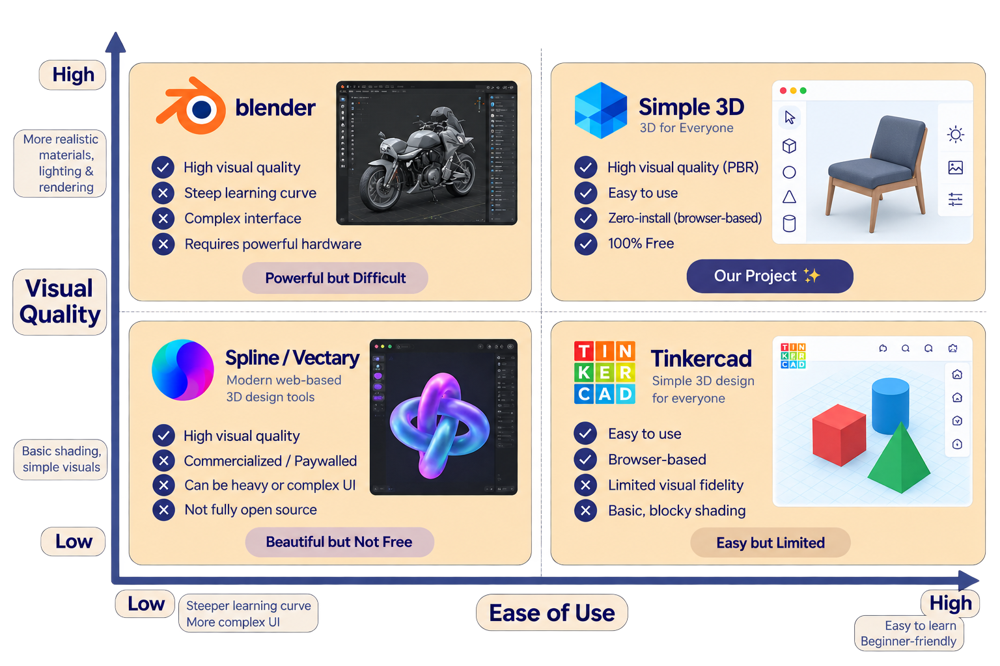 High
More realistic
materials,
lighting &
rendering
Visual
Quality
Basic shading,
simple visuals
Low
blender
High visual quality
Steep learning curve
Complex interface
Requires powerful hardware
Powerful but Difficult
Simple 3D
3D for Everyone
High visual quality (PBR)
Easy to use
Zero-install (browser-based)
100% Free
Our Project ✨
Spline / Vectary
Modern web-based
3D design tools
High visual quality
Commercialized / Paywalled
Can be heavy or complex UI
Not fully open source
Beautiful but Not Free
TIN
KER
CAD
Tinkercad
Simple 3D design
for everyone
Easy to use
Browser-based
Limited visual fidelity
Basic, blocky shading
Easy but Limited
TIN
KER
CAD
Low
Steeper learning curve
More complex UI
Ease of Use
High
Easy to learn
Beginner-friendly